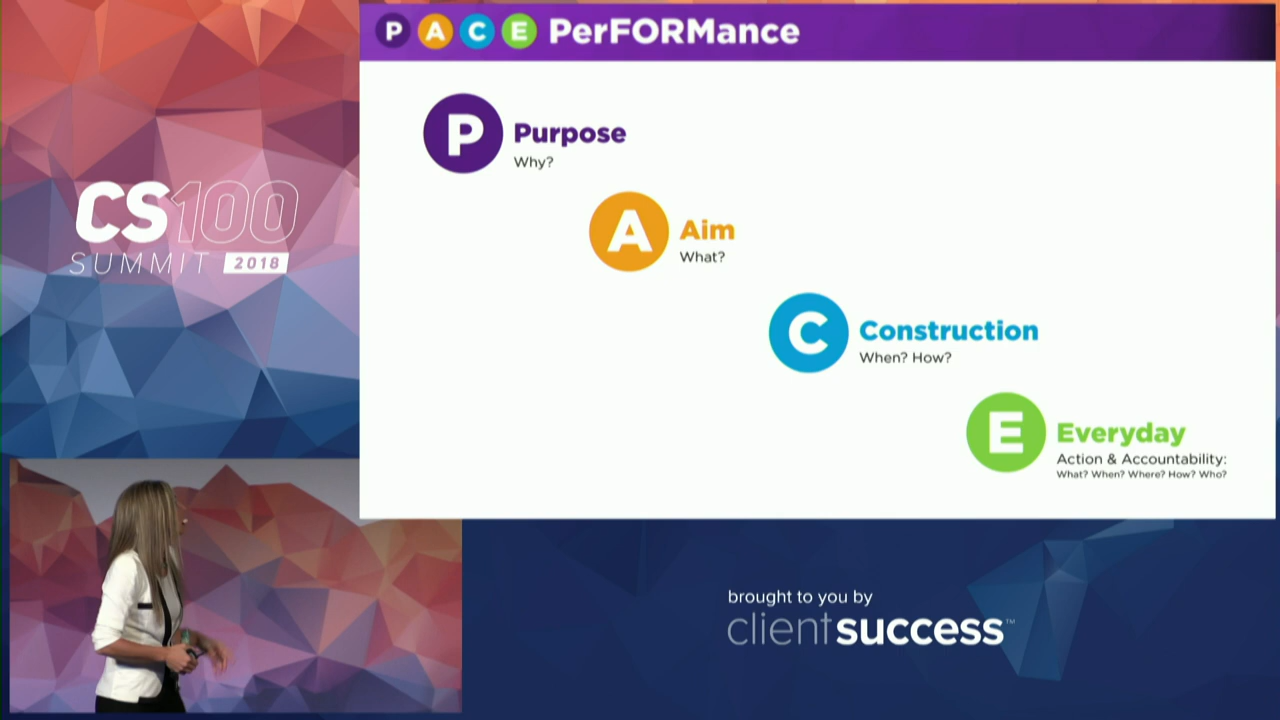 P A C E PerFORMance
P Purpose
Why?
A Aim
What?
C Construction
When? How?
E Everyday
Action & Accountability:
What? When? Where? How? Who?
CS100
SUMMIT 2018
brought to you by
clientsuccess™